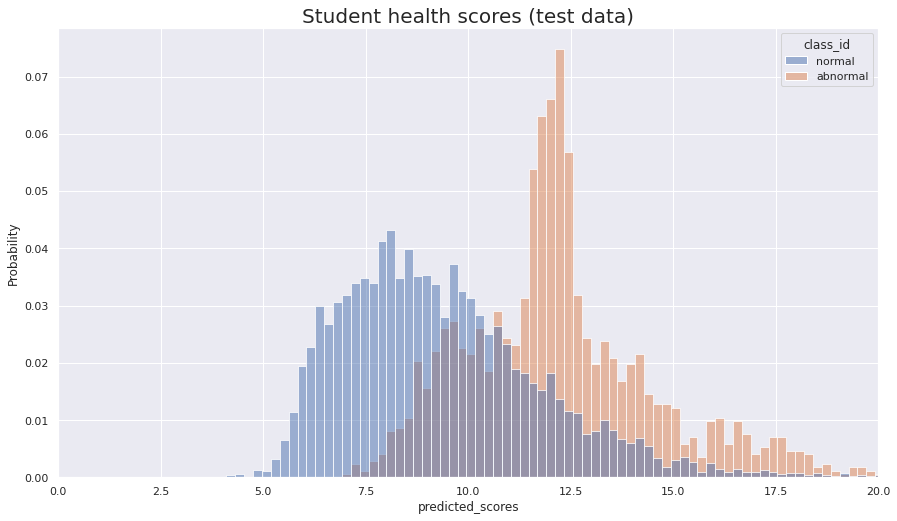 Student health scores (test data)
class_id
normal
abnormal
0.07
0.06
0.05
0.04
0.03
0.02
0.01
0.00
Probability
0.0 2.5 5.0 7.5 10.0 12.5 15.0 17.5 20.0
predicted_scores